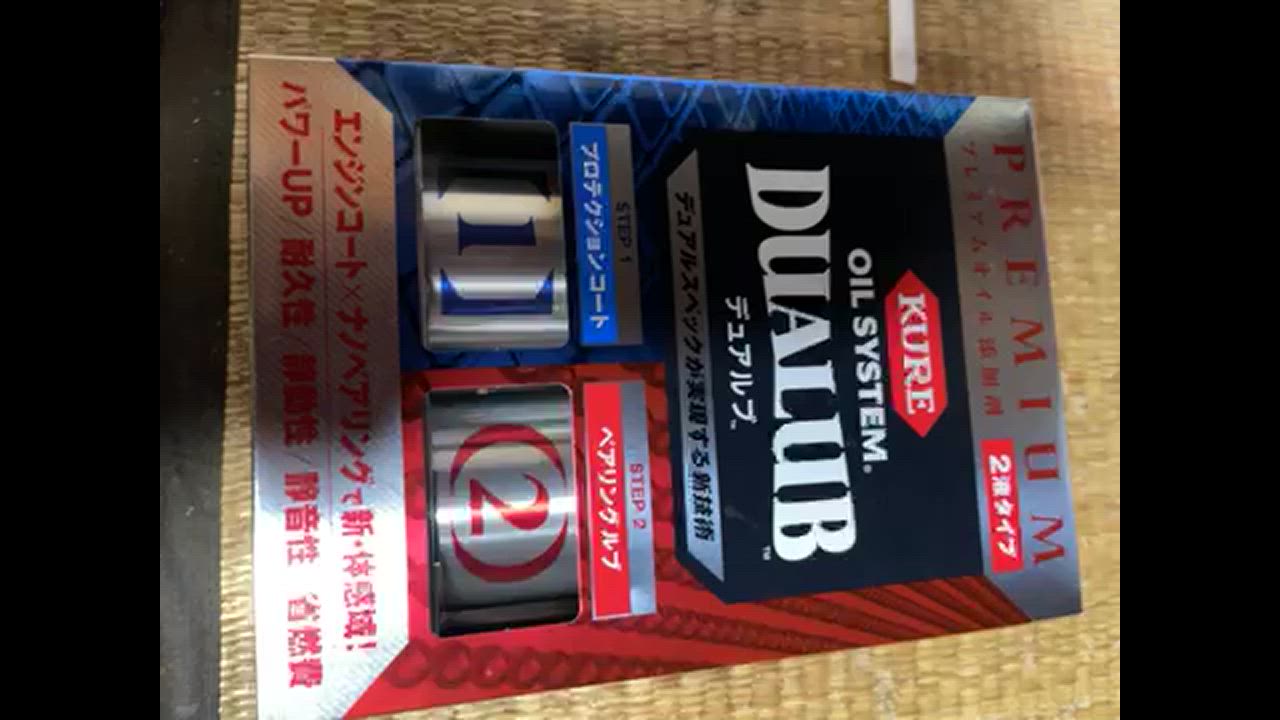 PREMIUM
プレミアムオイル添加剤 2液タイプ
KURE
OIL SYSTEM®
DUALUB™
デュアルブ™
デュアルスペックが実現する新技術
STEP 1
プロテクションコート
STEP 2
ベアリングルブ
(1)
(2)
エンジンコート×ナノベアリングで新・体感域!
パワーUP/耐久性/制動性/静音性 省燃費